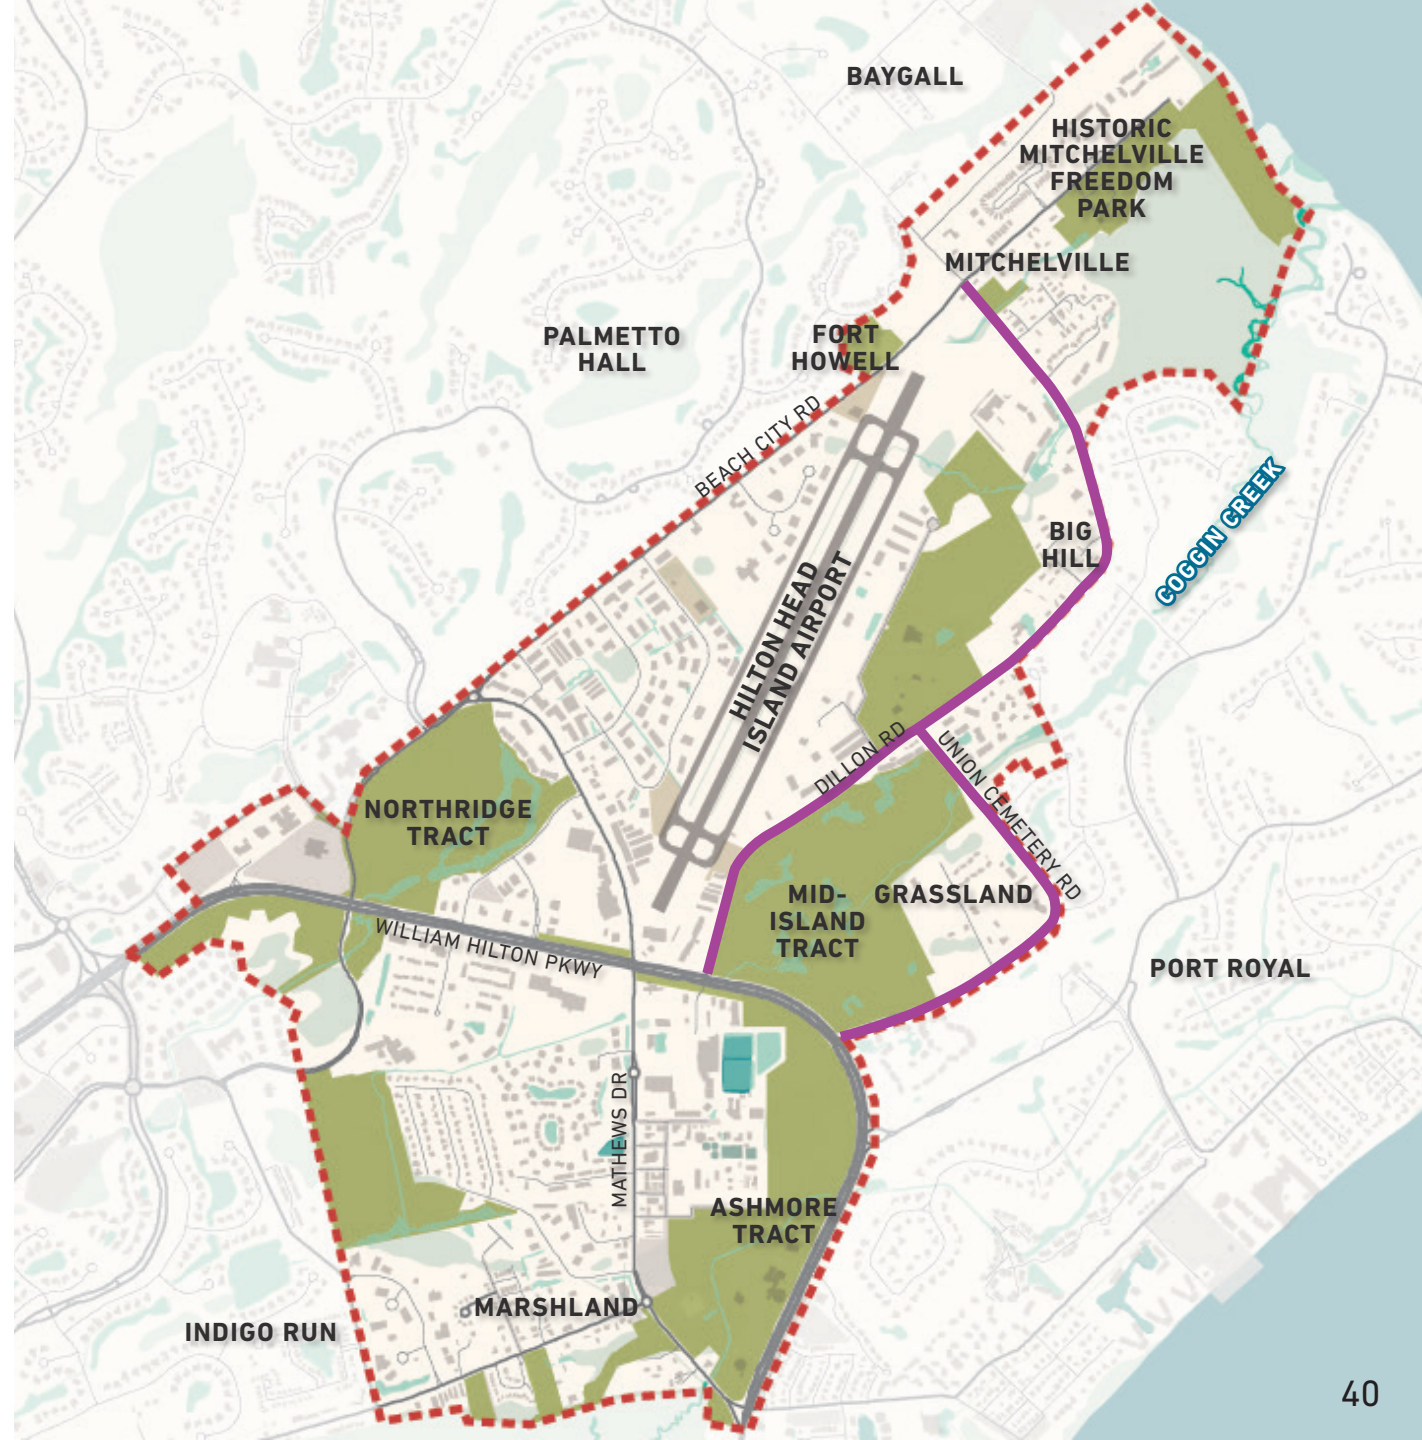 BAYGALL
HISTORIC
MITCHELVILLE
FREEDOM
PARK
MITCHELVILLE
PALMETTO
HALL
FORT
HOWELL
BEACH CITY RD
BIG
HILL
COGGIN CREEK
HILTON HEAD
ISLAND AIRPORT
DILLON RD
UNION CEMETERY RD
NORTHRIDGE
TRACT
MID-
ISLAND
TRACT
GRASSLAND
WILLIAM HILTON PKWY
PORT ROYAL
MATHEWS DR
ASHMORE
TRACT
MARSHLAND
INDIGO RUN
40